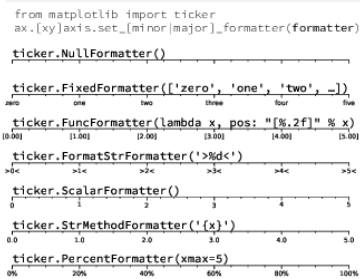 from matplotlib import ticker
ax.[xy]axis.set_[minor|major]_formatter(formatter)
ticker.NullFormatter()
ticker.FixedFormatter(['zero', 'one', 'two', …])
zero one two three four five
ticker.FuncFormatter(lambda x, pos: "[%.2f]" % x)
[0.00] [1.00] [2.00] [3.00] [4.00] [5.00]
ticker.FormatStrFormatter('>%d<')
>0< >1< >2< >3< >4< >5<
ticker.ScalarFormatter()
0 1 2 3 4 5
ticker.StrMethodFormatter('{x}')
0.0 1.0 2.0 3.0 4.0 5.0
ticker.PercentFormatter(xmax=5)
0% 20% 40% 60% 80% 100%